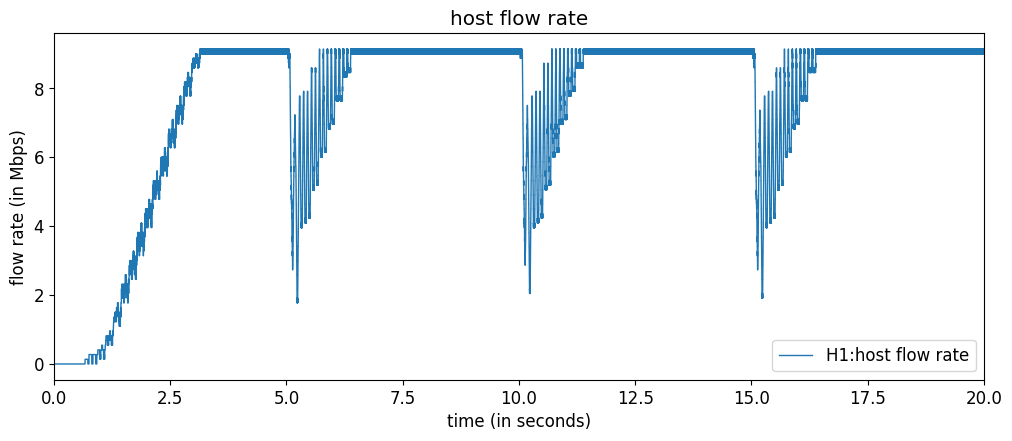 host flow rate
flow rate (in Mbps)
8
6
4
2
0
0.0 2.5 5.0 7.5 10.0 12.5 15.0 17.5 20.0
time (in seconds)
H1:host flow rate